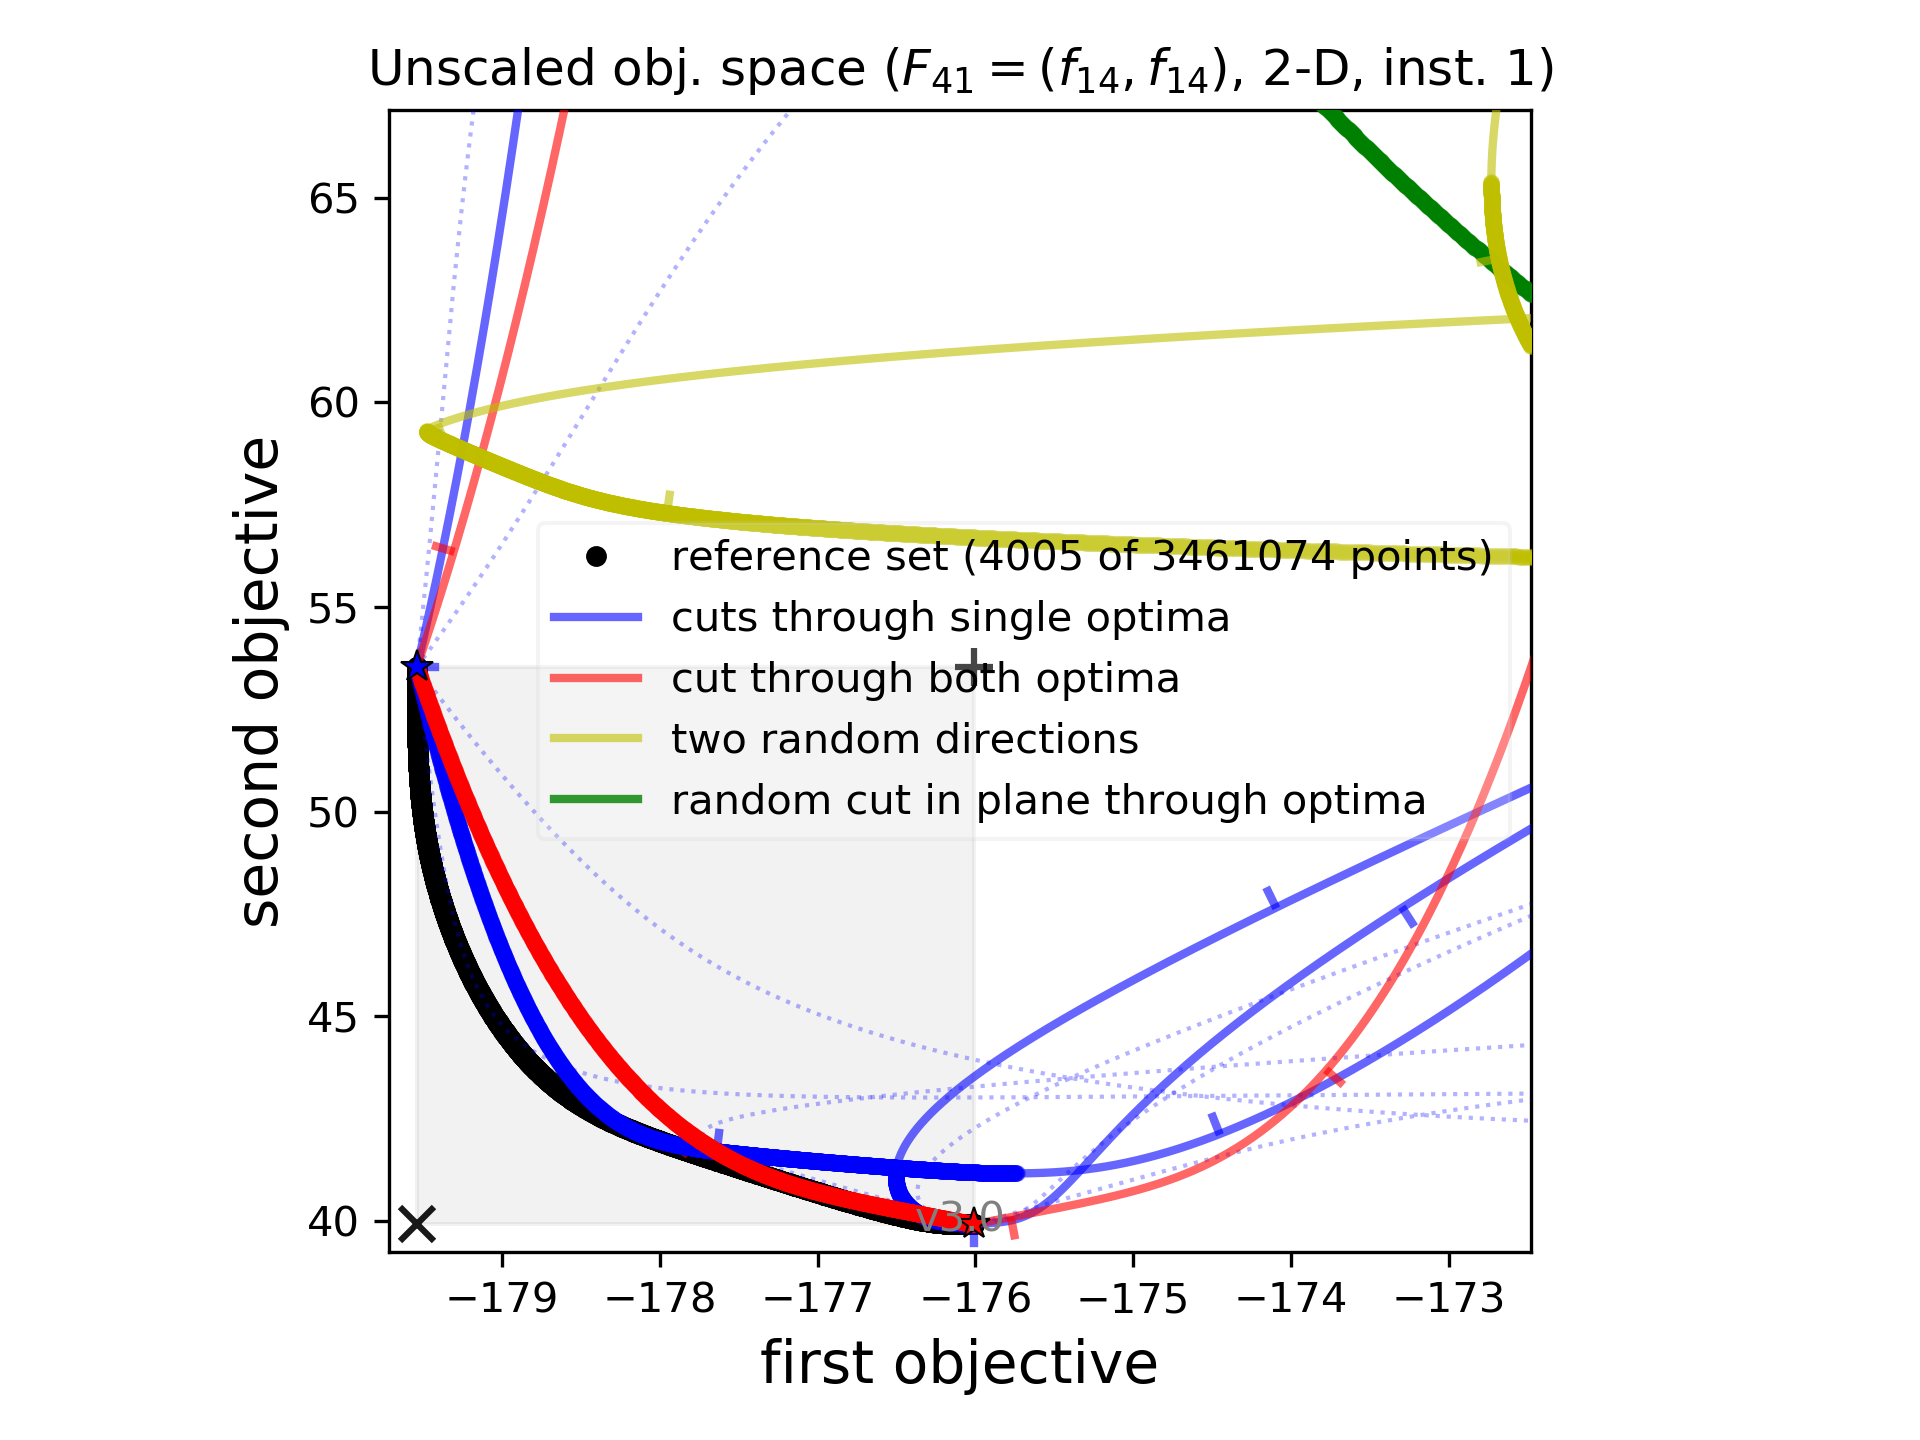 Unscaled obj. space (F41 = (f14, f14), 2-D, inst. 1)
65
60
55
50
45
40
second objective
reference set (4005 of 3461074 points)
cuts through single optima
cut through both optima
two random directions
random cut in plane through optima
v3.0
−179 −178 −177 −176 −175 −174 −173
first objective